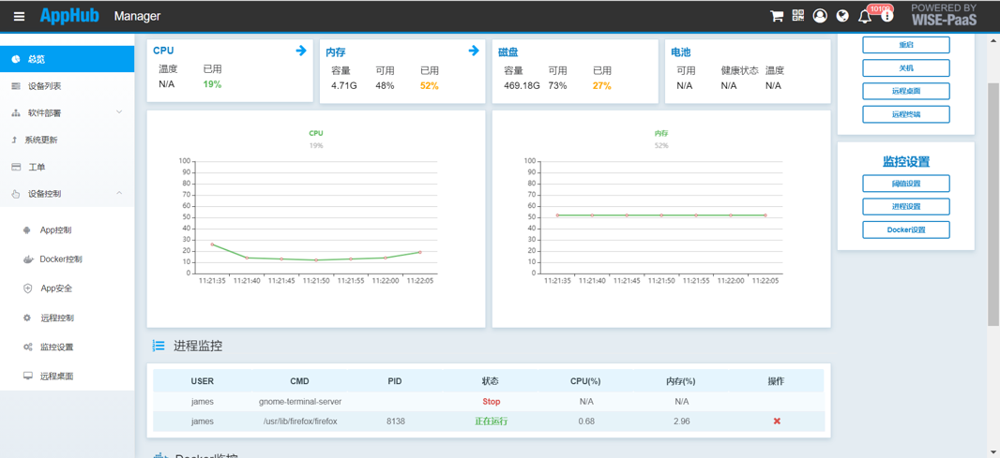 AppHub Manager
10109
POWERED BY
WISE-PaaS
总览
设备列表
软件部署
系统更新
工单
设备控制
App控制
Docker控制
App安全
远程控制
监控设置
远程桌面
CPU
温度 已用
N/A 19%
内存
容量 可用 已用
4.71G 48% 52%
磁盘
容量 可用 已用
469.18G 73% 27%
电池
可用 健康状态 温度
N/A N/A N/A
CPU
19%
100
90
80
70
60
50
40
30
20
10
0
11:21:35 11:21:40 11:21:45 11:21:50 11:21:55 11:22:00 11:22:05
内存
52%
100
90
80
70
60
50
40
30
20
10
0
11:21:35 11:21:40 11:21:45 11:21:50 11:21:55 11:22:00 11:22:05
重启
关机
远程桌面
远程终端
监控设置
阈值设置
进程设置
Docker设置
进程监控
USER CMD PID 状态 CPU(%) 内存(%) 操作
james gnome-terminal-server Stop N/A N/A
james /usr/lib/firefox/firefox 8138 正在运行 0.68 2.96
Docker监控